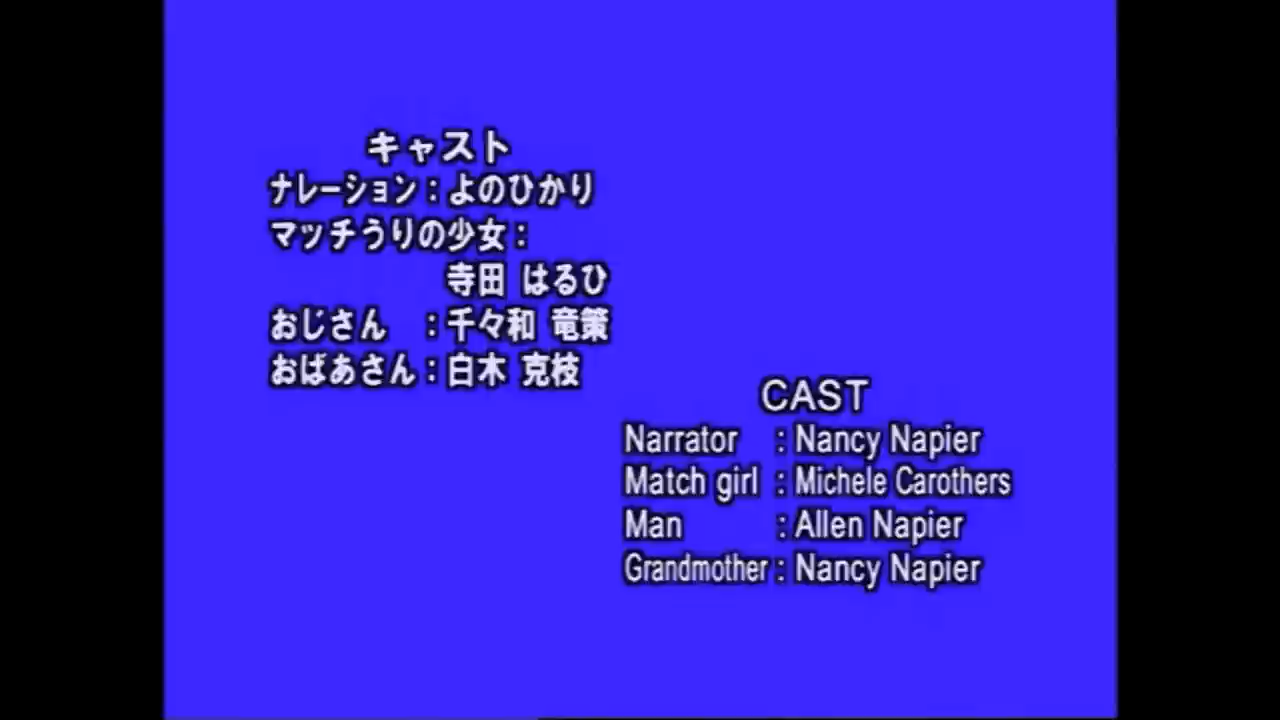 キャスト
ナレーション：よのひかり
マッチうりの少女：
寺田 はるひ
おじさん　：千々和 竜策
おばあさん：白木 克枝
CAST
Narrator : Nancy Napier
Match girl : Michele Carothers
Man : Allen Napier
Grandmother : Nancy Napier